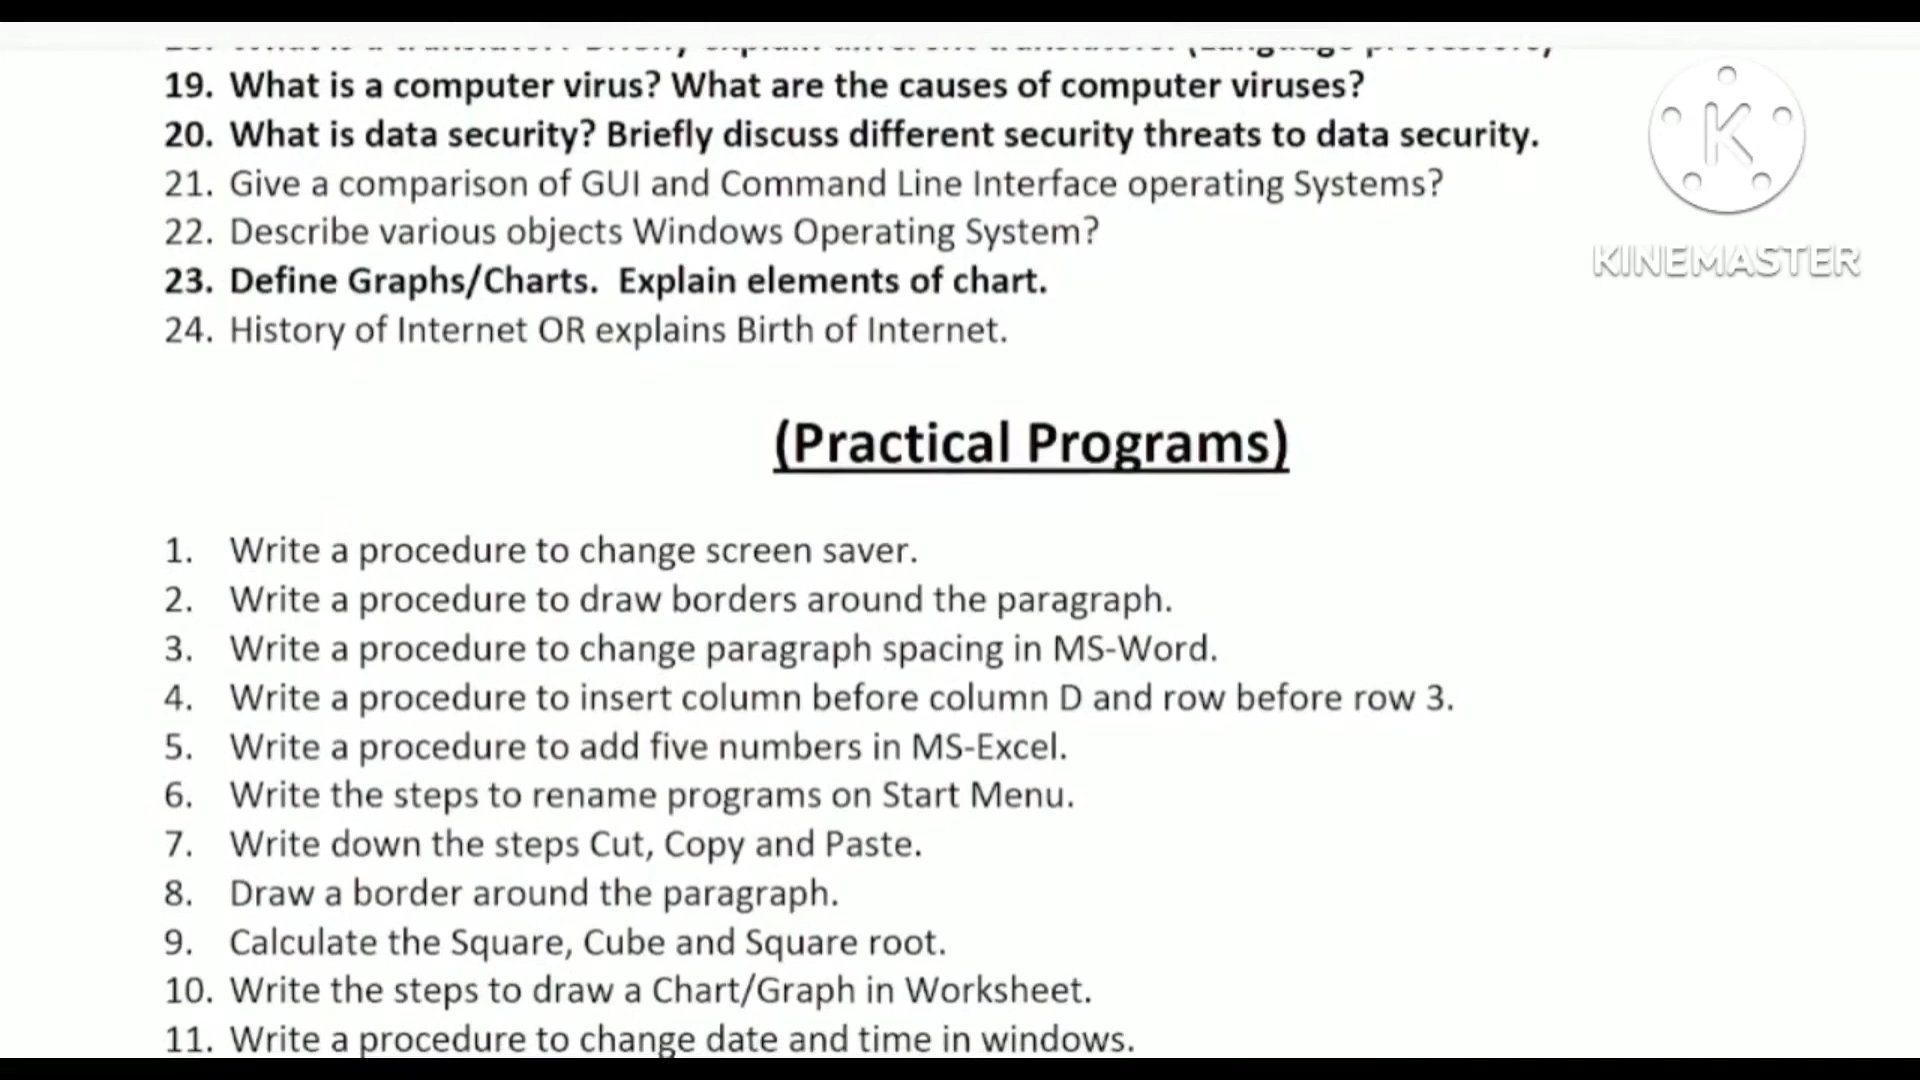 19. What is a computer virus? What are the causes of computer viruses?
20. What is data security? Briefly discuss different security threats to data security.
21. Give a comparison of GUI and Command Line Interface operating Systems?
22. Describe various objects Windows Operating System?
23. Define Graphs/Charts. Explain elements of chart.
24. History of Internet OR explains Birth of Internet.
K
KINEMASTER
(Practical Programs)
1. Write a procedure to change screen saver.
2. Write a procedure to draw borders around the paragraph.
3. Write a procedure to change paragraph spacing in MS-Word.
4. Write a procedure to insert column before column D and row before row 3.
5. Write a procedure to add five numbers in MS-Excel.
6. Write the steps to rename programs on Start Menu.
7. Write down the steps Cut, Copy and Paste.
8. Draw a border around the paragraph.
9. Calculate the Square, Cube and Square root.
10. Write the steps to draw a Chart/Graph in Worksheet.
11. Write a procedure to change date and time in windows.